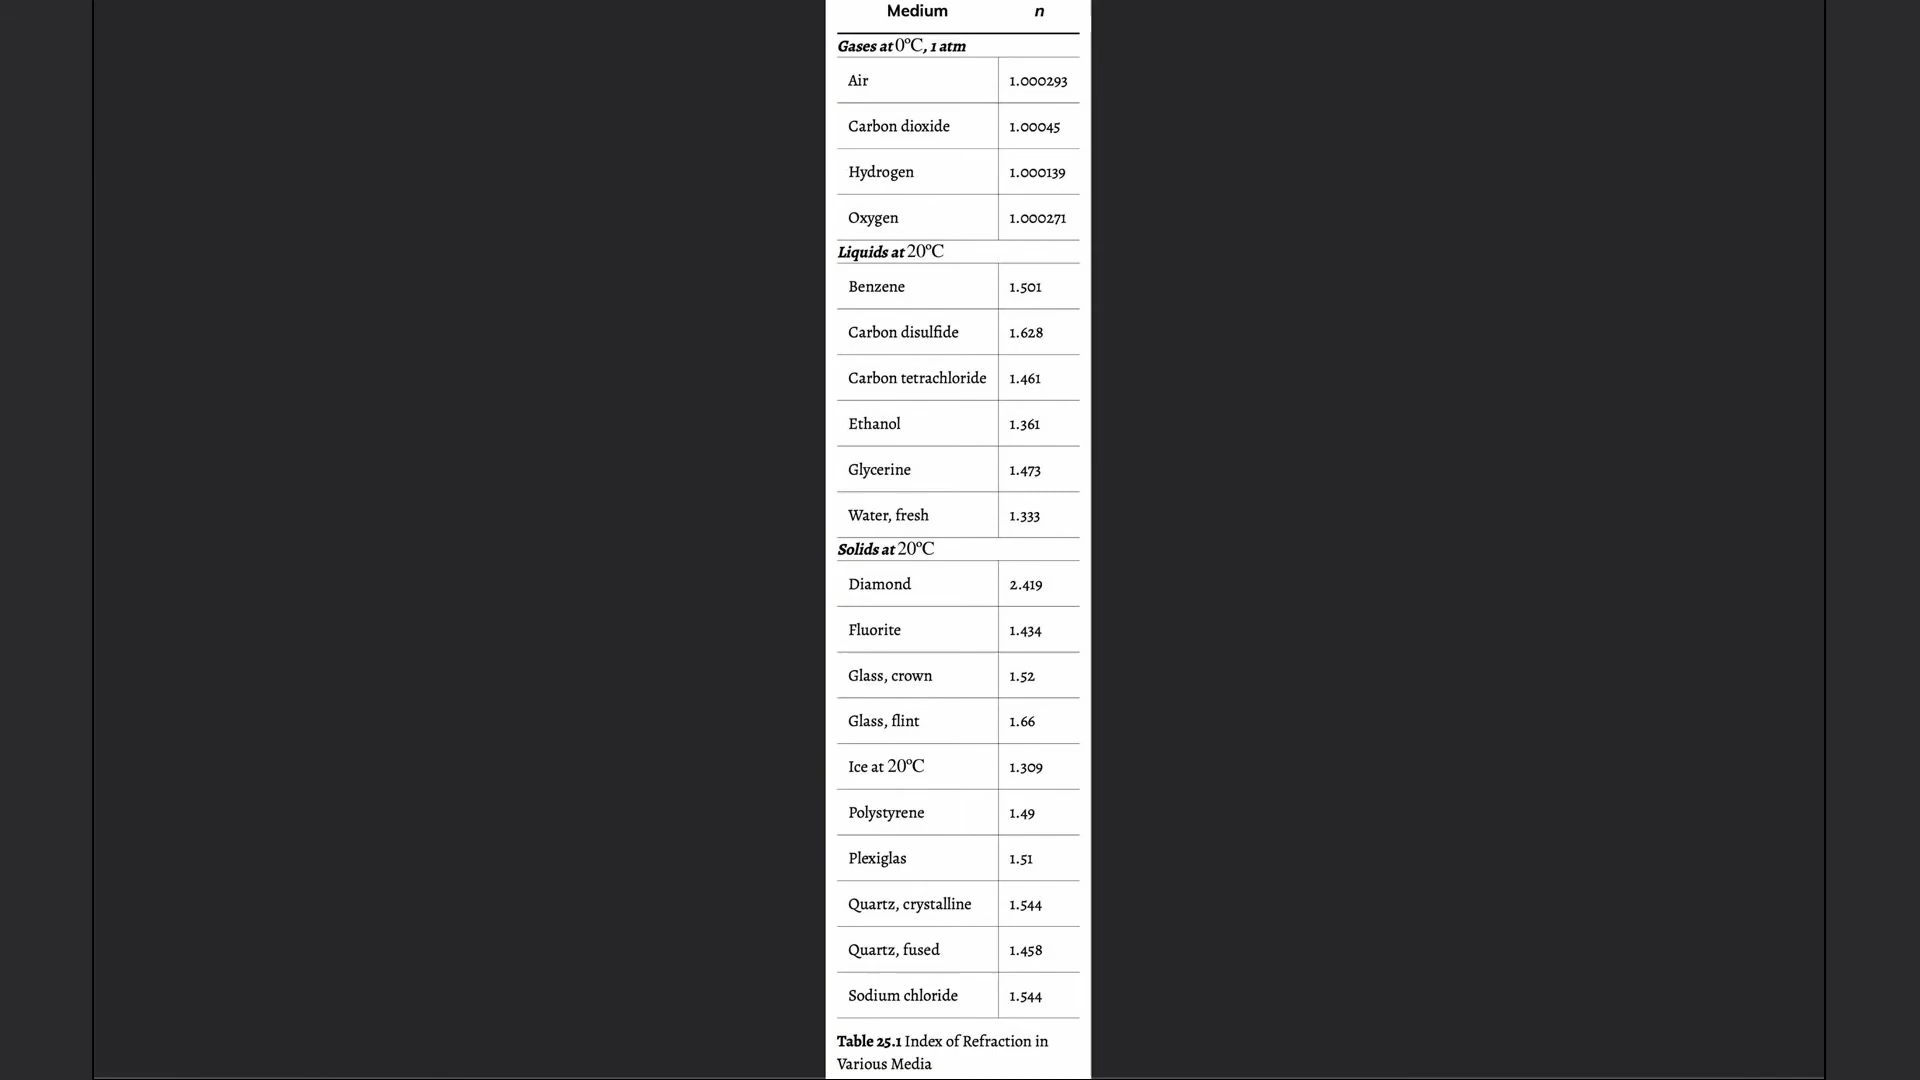 Medium n
Gases at 0°C, 1 atm
Air 1.000293
Carbon dioxide 1.00045
Hydrogen 1.000139
Oxygen 1.000271
Liquids at 20°C
Benzene 1.501
Carbon disulfide 1.628
Carbon tetrachloride 1.461
Ethanol 1.361
Glycerine 1.473
Water, fresh 1.333
Solids at 20°C
Diamond 2.419
Fluorite 1.434
Glass, crown 1.52
Glass, flint 1.66
Ice at 20°C 1.309
Polystyrene 1.49
Plexiglas 1.51
Quartz, crystalline 1.544
Quartz, fused 1.458
Sodium chloride 1.544
Table 25.1 Index of Refraction in
Various Media